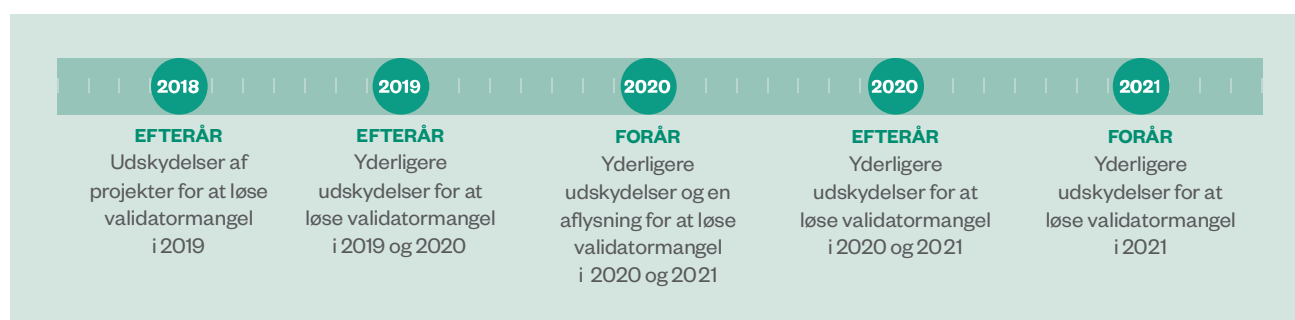 2018
EFTERÅR
Udskydelser af
projekter for at løse
validatormangel
i 2019
2019
EFTERÅR
Yderligere
udskydelser for at
løse validatormangel
i 2019 og 2020
2020
FORÅR
Yderligere
udskydelser og en
aflysning for at løse
validatormangel
i 2020 og 2021
2020
EFTERÅR
Yderligere
udskydelser for at
løse validatormangel
i 2020 og 2021
2021
FORÅR
Yderligere
udskydelser for at
løse validatormangel
i 2021